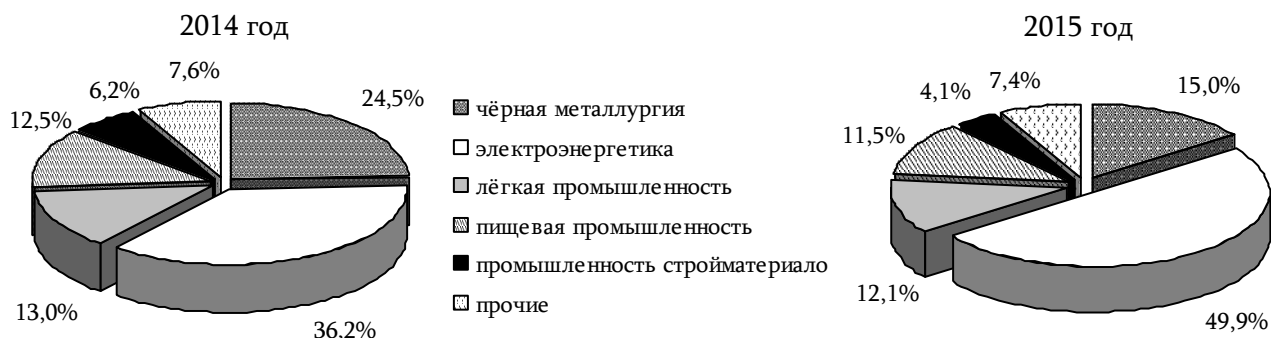 2014 год
7,6%
6,2%
12,5%
24,5%
13,0%
36,2%
чёрная металлургия
электроэнергетика
лёгкая промышленность
пищевая промышленность
промышленность стройматериало
прочие
2015 год
7,4%
4,1%
11,5%
15,0%
12,1%
49,9%